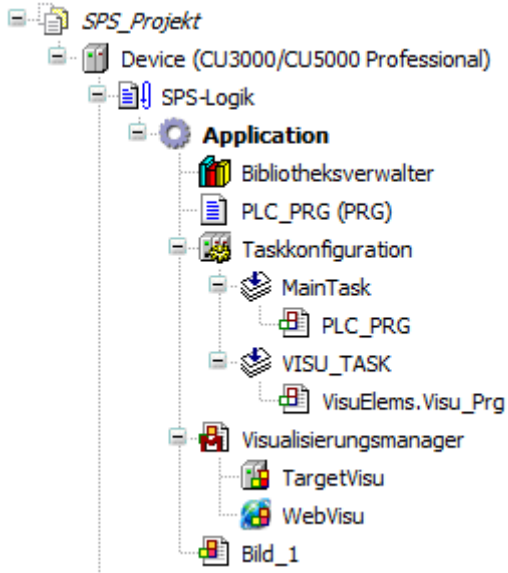 SPS_Projekt
Device (CU3000/CU5000 Professional)
SPS-Logik
Application
Bibliotheksverwalter
PLC_PRG (PRG)
Taskkonfiguration
MainTask
PLC_PRG
VISU_TASK
VisuElems.Visu_Prg
Visualisierungsmanager
TargetVisu
WebVisu
Bild_1